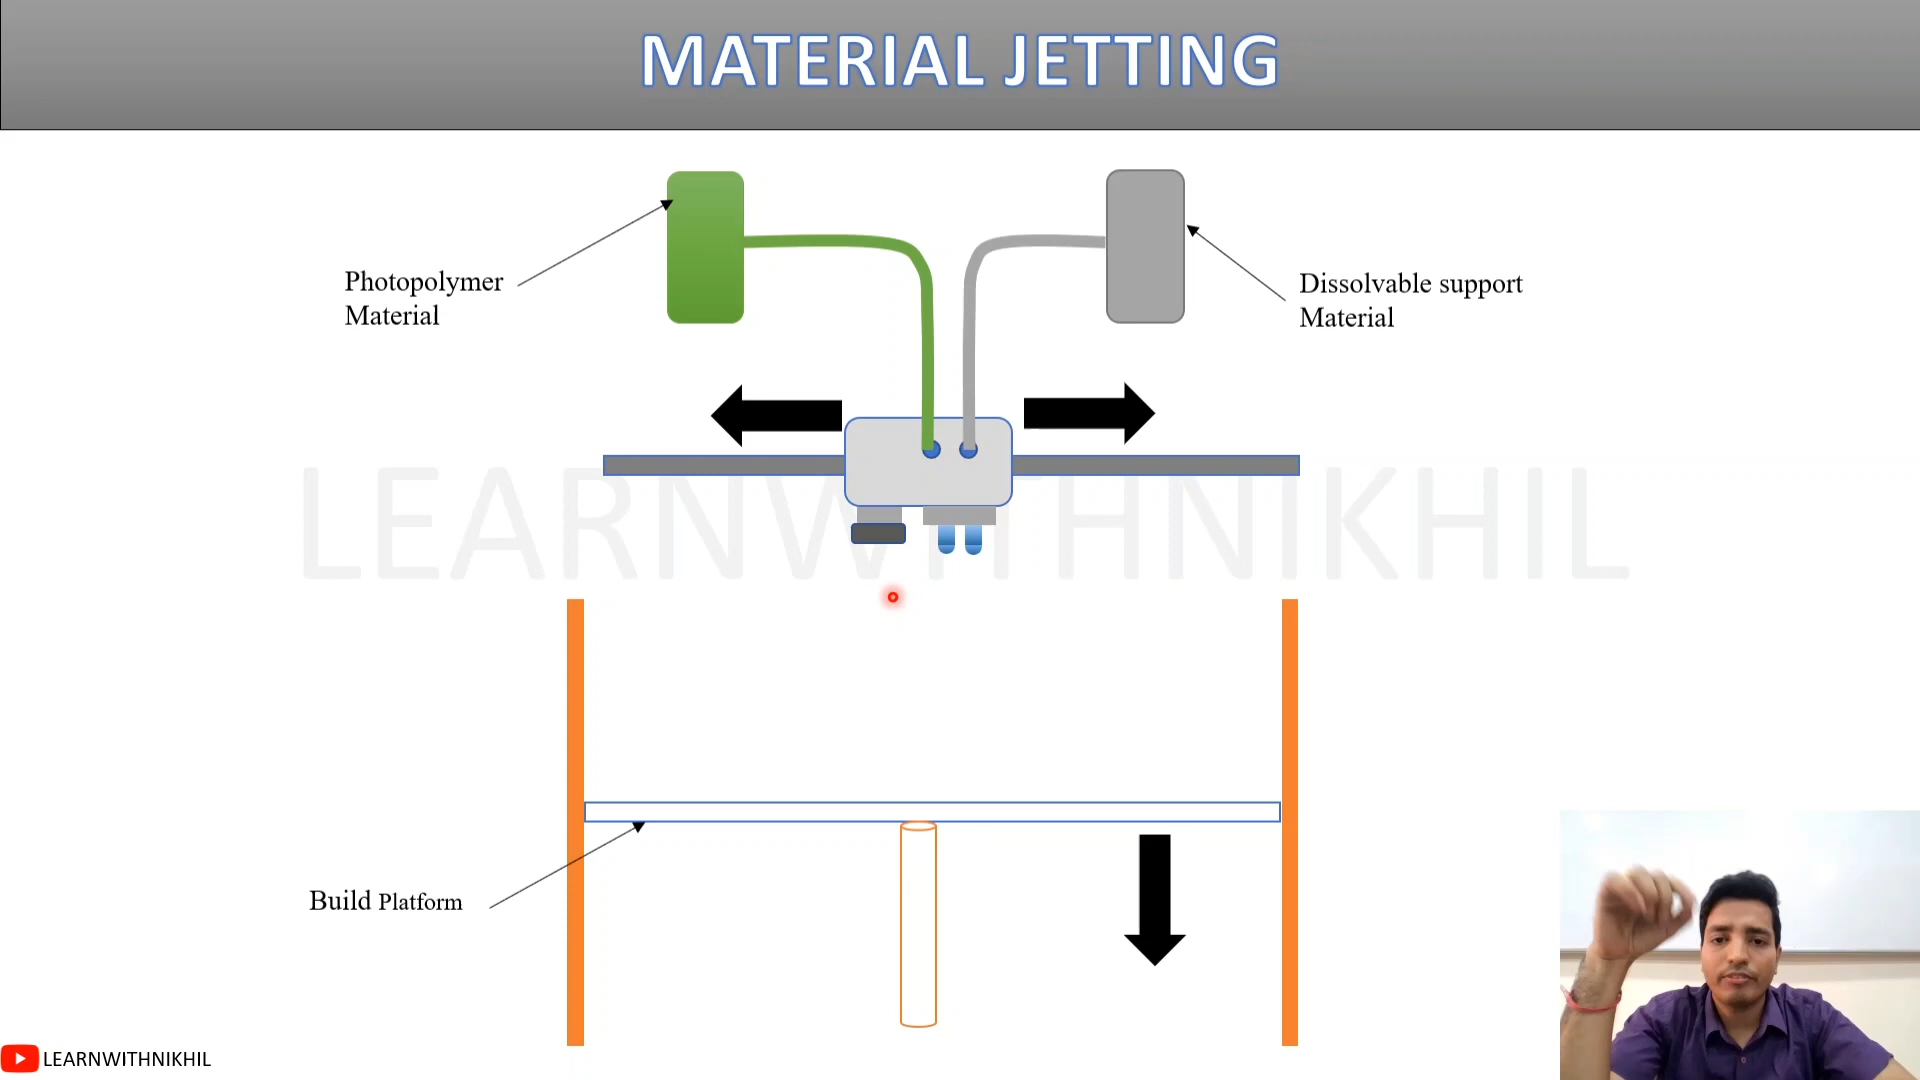 MATERIAL JETTING
Photopolymer
Material
Dissolvable support
Material
LEARNWITHNIKHIL
Build Platform
LEARNWITHNIKHIL